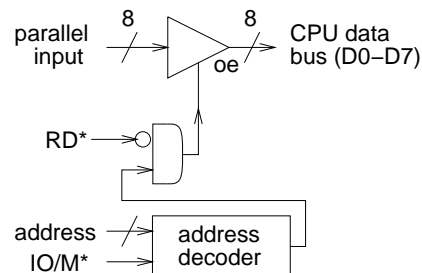 8
8
parallel
input
CPU data
bus (D0–D7)
oe
RD*
address
IO/M*
address
decoder